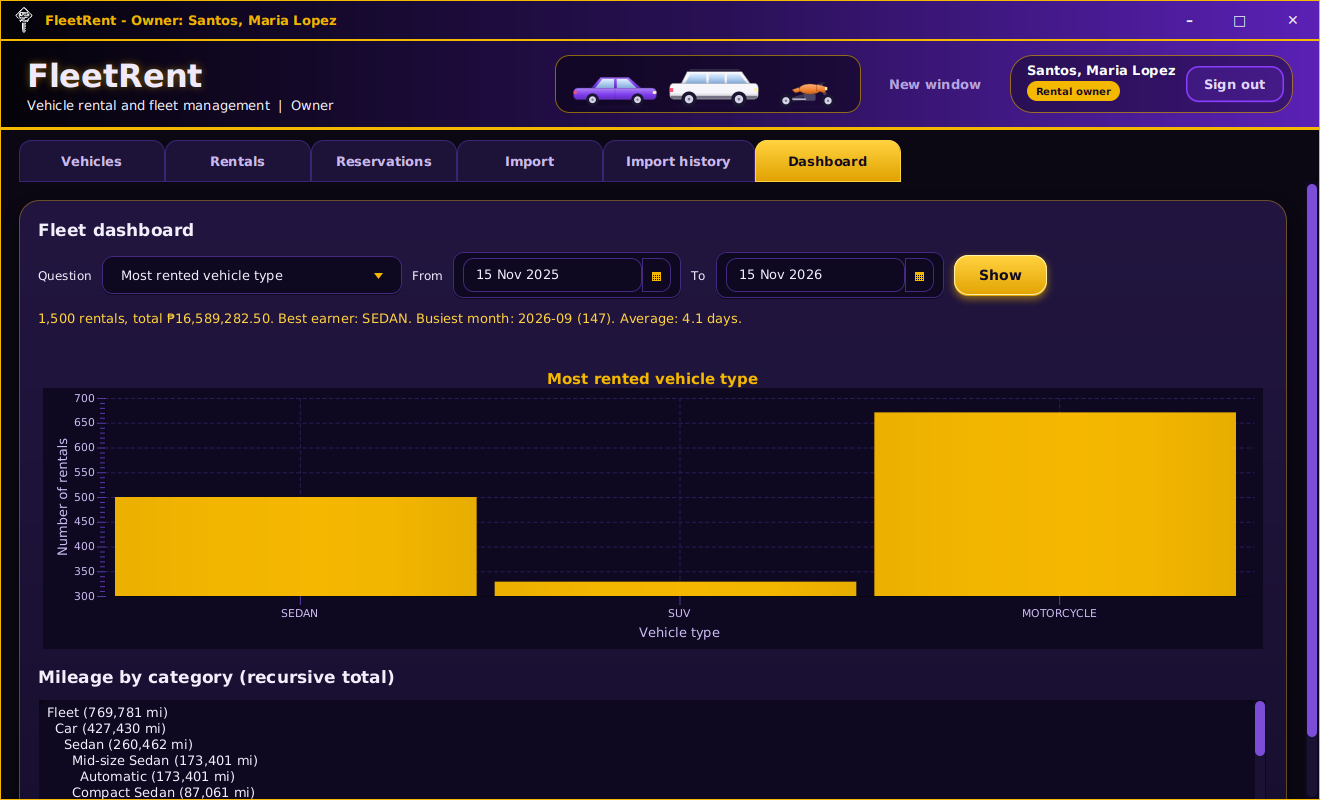 FleetRent - Owner: Santos, Maria Lopez
FleetRent
Vehicle rental and fleet management | Owner
New window
Santos, Maria Lopez
Rental owner
Sign out
Vehicles
Rentals
Reservations
Import
Import history
Dashboard
Fleet dashboard
Question
Most rented vehicle type
From
15 Nov 2025
To
15 Nov 2026
Show
1,500 rentals, total ₱16,589,282.50. Best earner: SEDAN. Busiest month: 2026-09 (147). Average: 4.1 days.
Most rented vehicle type
Number of rentals
700
650
600
550
500
450
400
350
300
SEDAN
SUV
MOTORCYCLE
Vehicle type
Mileage by category (recursive total)
Fleet (769,781 mi)
Car (427,430 mi)
Sedan (260,462 mi)
Mid-size Sedan (173,401 mi)
Automatic (173,401 mi)
Compact Sedan (87,061 mi)